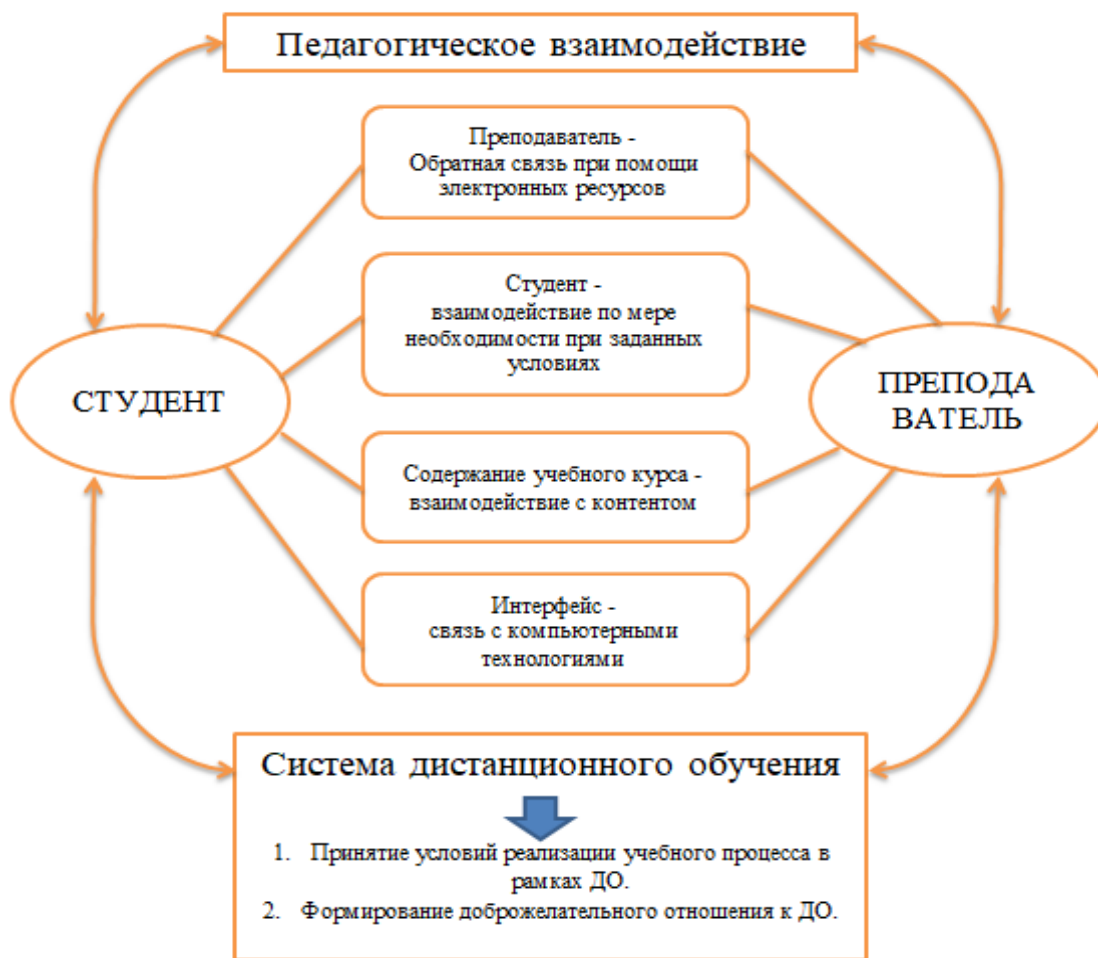 Педагогическое взаимодействие
Преподаватель -
Обратная связь при помощи
электронных ресурсов
Студент -
взаимодействие по мере
необходимости при заданных
условиях
СТУДЕНТ
ПРЕПОДА
ВАТЕЛЬ
Содержание учебного курса -
взаимодействие с контентом
Интерфейс -
связь с компьютерными
технологиями
Система дистанционного обучения
1. Принятие условий реализации учебного процесса в
рамках ДО.
2. Формирование доброжелательного отношения к ДО.